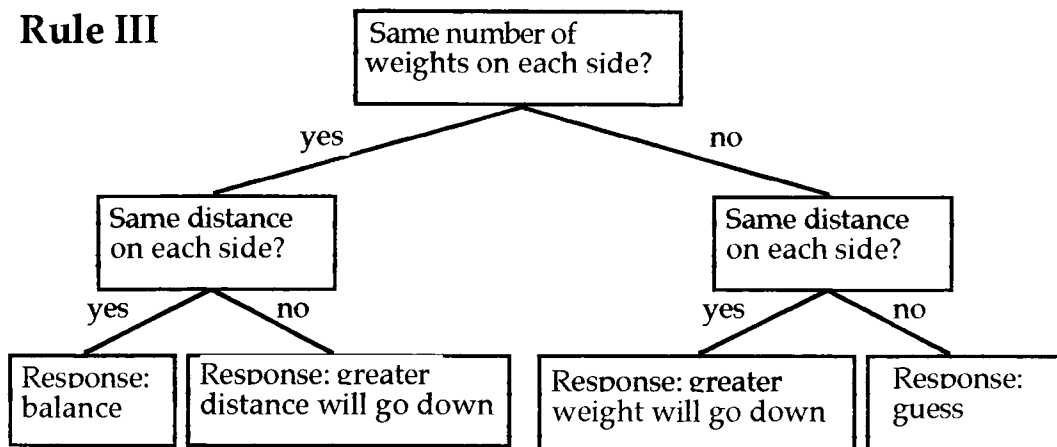 Rule III
Same number of
weights on each side?
yes
no
Same distance
on each side?
Same distance
on each side?
yes
no
yes
no
Response:
balance
Response: greater
distance will go down
Response: greater
weight will go down
Response:
guess